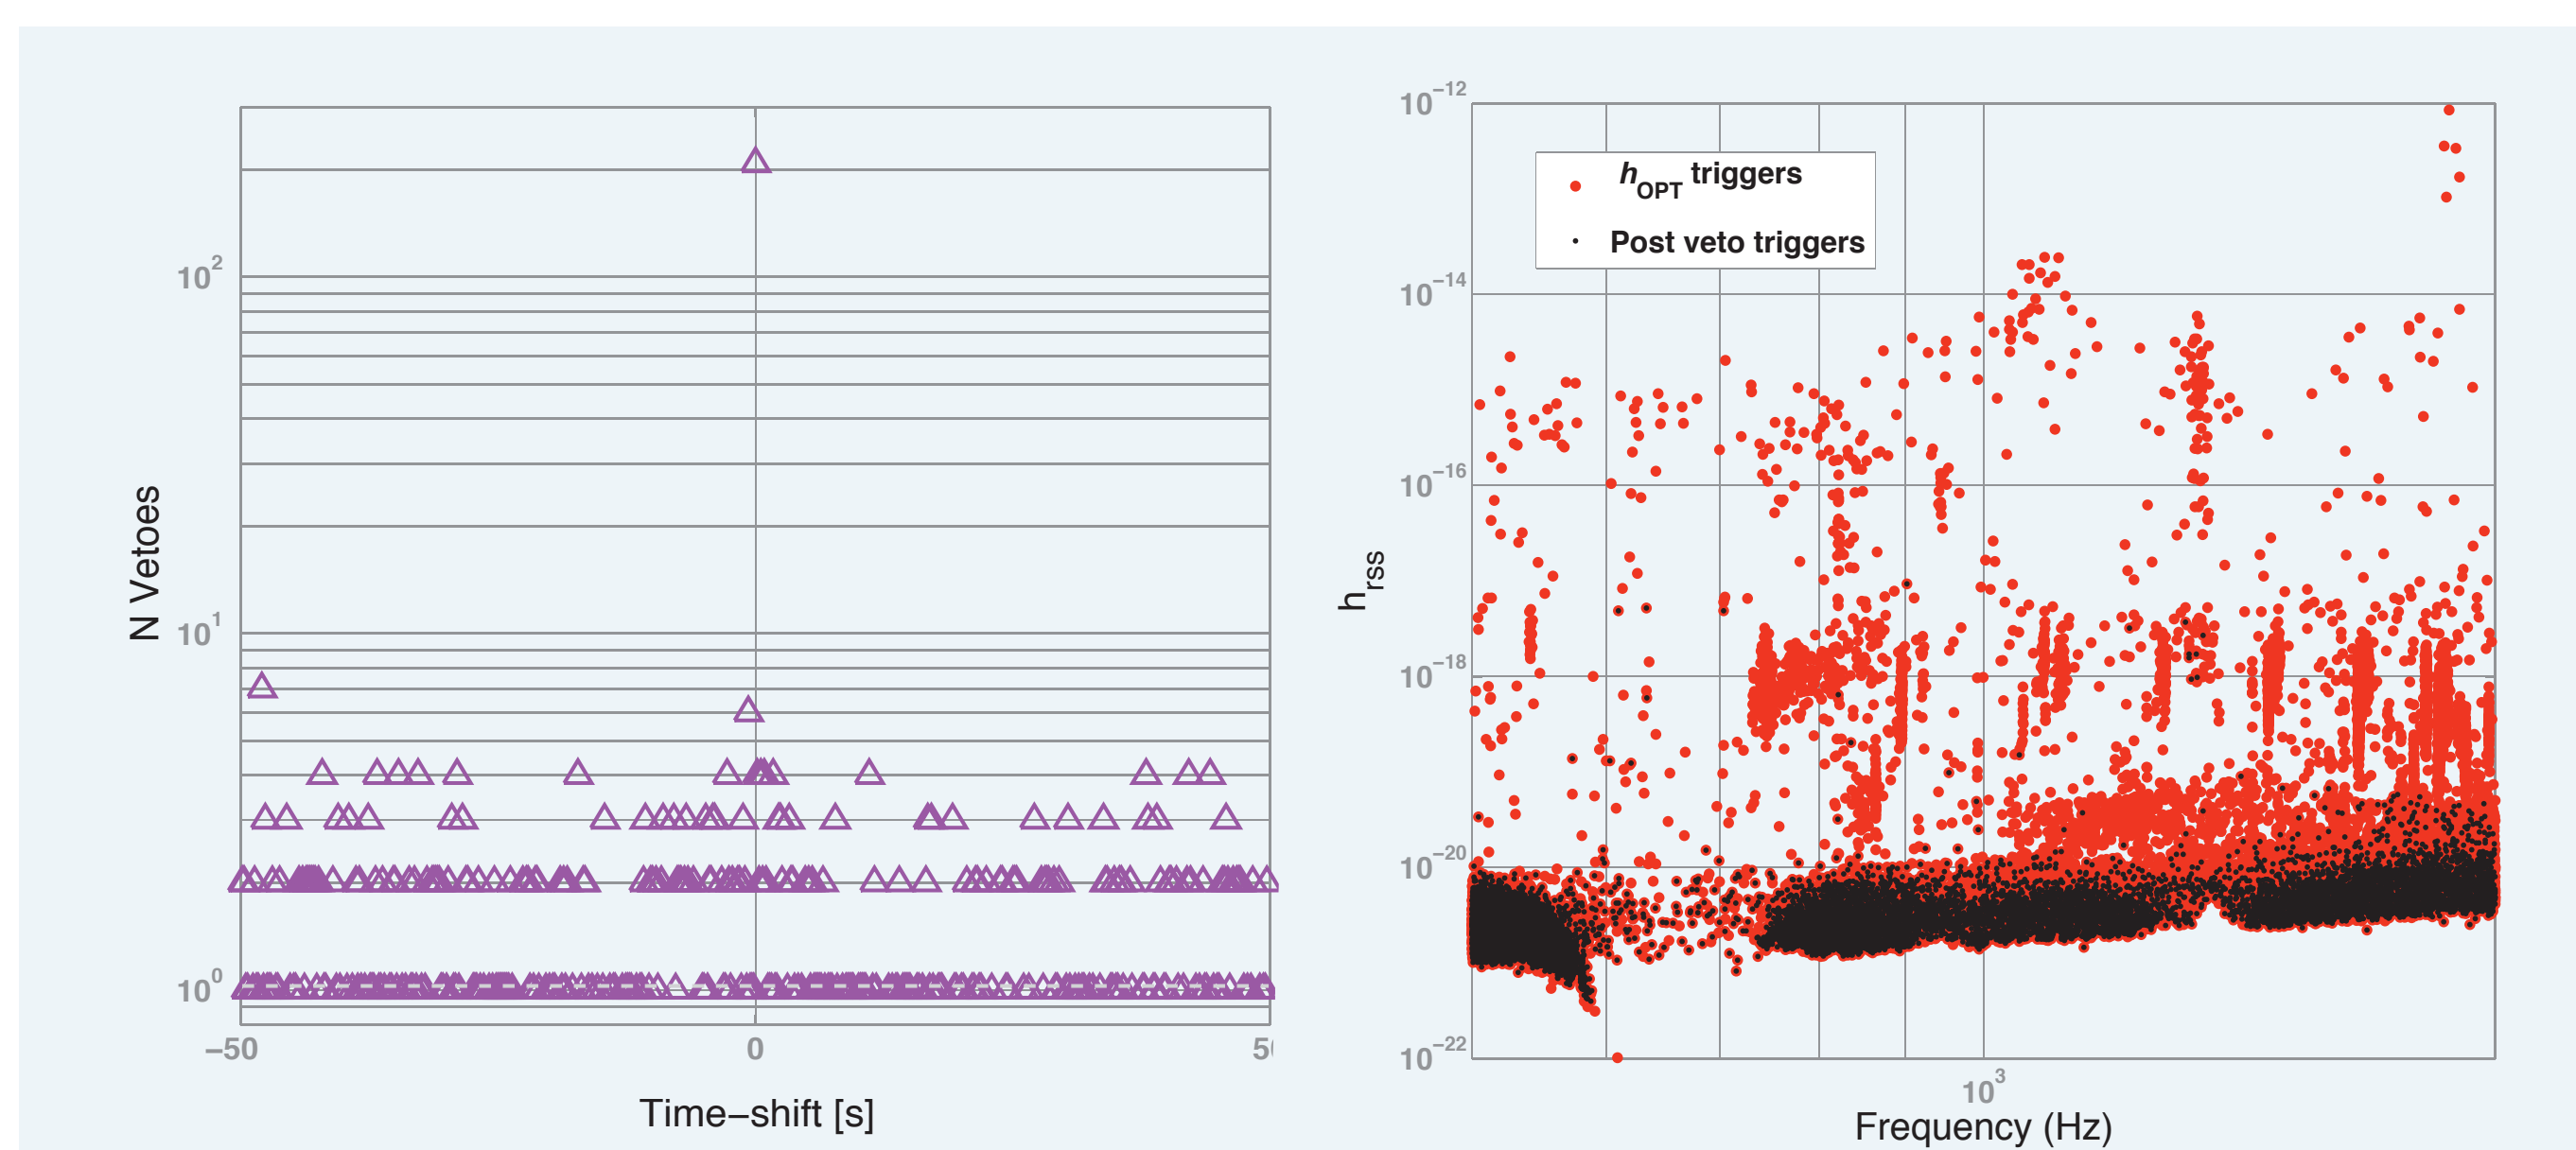 N Vetoes
10^2
10^1
10^0
−50
0
50
Time−shift [s]
h_rss
10^−12
10^−14
10^−16
10^−18
10^−20
10^−22
h_OPT triggers
Post veto triggers
10^3
Frequency (Hz)